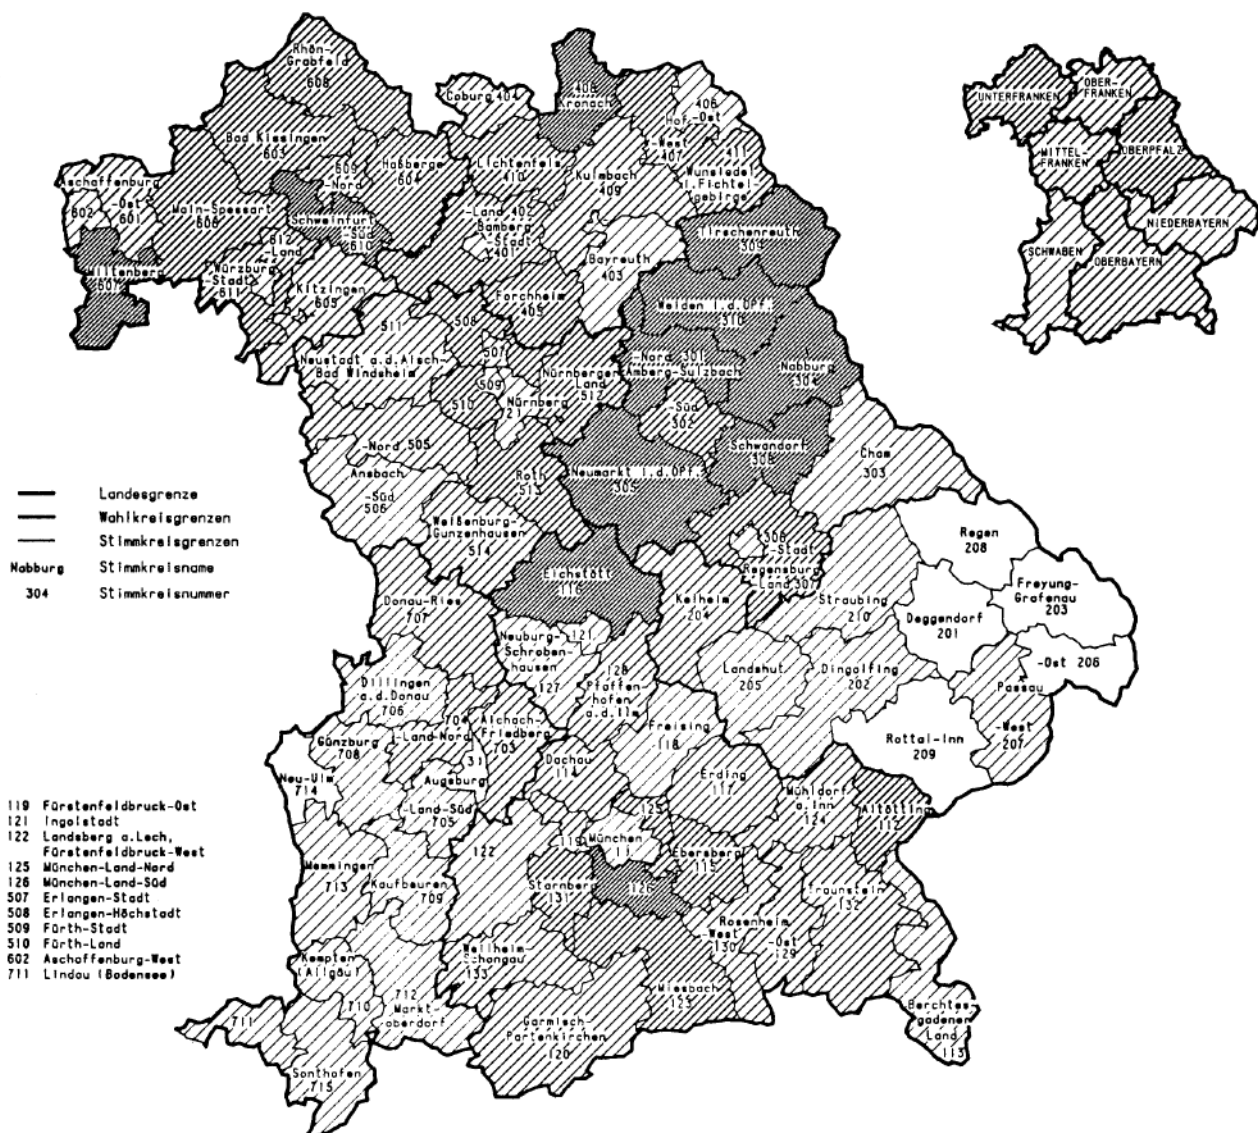 Rhön-
Grabfeld
608
Coburg 404
408
Kronach
406
Hof
-Ost
-West
407
411
Wunsiedel
i.Fichtel-
gebirge
Bad Kissingen
603
609
-Nord
Haßberge
604
Lichtenfels
410
Kulmbach
409
Aschaffenburg
-Ost
601
602
Main-Spessart
606
Schweinfurt
-Süd
610
-Land 402
Bamberg
-Stadt
401
Bayreuth
403
Tirschenreuth
309
Miltenberg
607
612
-Land
Würzburg
-Stadt
611
Kitzingen
605
Forchheim
405
Weiden i.d.OPf.
310
511
Neustadt a.d.Aisch-
Bad Windsheim
508
507
509
510
Nürnberg
21
Nürnberger
Land
512
-Nord 301
Amberg-Sulzbach
-Süd
302
Nabburg
304
-Nord 505
Ansbach
-Süd
506
Roth
513
Neumarkt i.d.OPf.
305
Schwandorf
308
Cham
303
Weißenburg-
Gunzenhausen
514
306
-Stadt
Regensburg
-Land 307
Regen
208
Eichstätt
116
Kelheim
204
Straubing
210
Deggendorf
201
Freyung-
Grafenau
203
Donau-Ries
707
Neuburg-
Schrobenhausen
127
121
128
Pfaffen-
hofen
a.d.Ilm
Landshut
205
Dingolfing
202
-Ost 206
Passau
-West
207
Dillingen
a.d.Donau
706
704
-Land-Nord
Aichach-
Friedberg
703
Freising
118
Rottal-Inn
209
Günzburg
708
31
Augsburg
-Land-Süd
705
Dachau
114
Erding
117
Mühldorf
a.Inn
124
Altötting
112
Neu-Ulm
714
122
119
125
München
11
Ebersberg
115
126
Starnberg
131
Memmingen
713
Kaufbeuren
709
Traunstein
132
Rosenheim
-West
130
-Ost
129
Weilheim-
Schongau
133
Miesbach
123
Kempten
(Allgäu)
710
712
Markt-
oberdorf
711
Garmisch-
Partenkirchen
120
Berchtes-
gadener
Land
113
Sonthofen
715
UNTERFRANKEN
OBER-
FRANKEN
MITTEL-
FRANKEN
OBERPFALZ
NIEDERBAYERN
SCHWABEN
OBERBAYERN
Landesgrenze
Wahlkreisgrenzen
Stimmkreisgrenzen
Nabburg Stimmkreisname
304 Stimmkreisnummer
119 Fürstenfeldbruck-Ost
121 Ingolstadt
122 Landsberg a.Lech,
Fürstenfeldbruck-West
125 München-Land-Nord
126 München-Land-Süd
507 Erlangen-Stadt
508 Erlangen-Höchstadt
509 Fürth-Stadt
510 Fürth-Land
602 Aschaffenburg-West
711 Lindau (Bodensee)